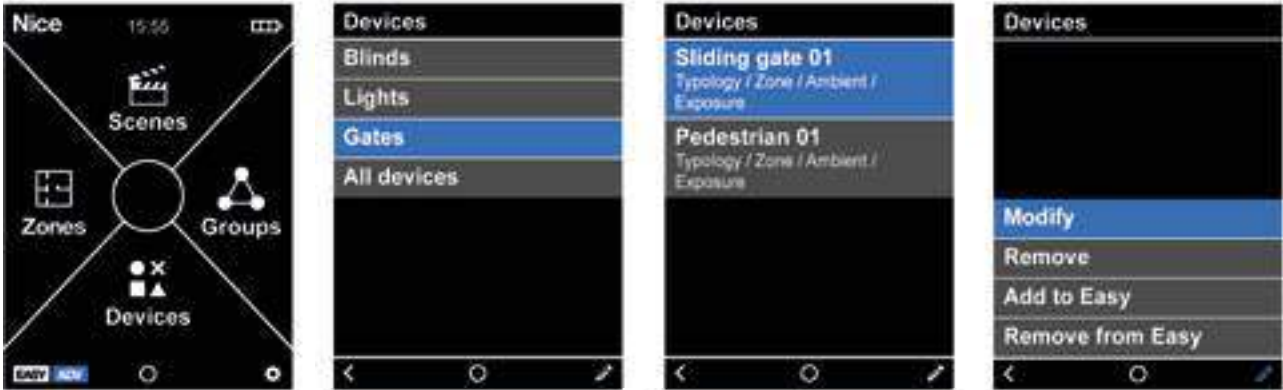 Nice 15:55
Scenes
Zones
Groups
Devices
EASY ADV
Devices
Blinds
Lights
Gates
All devices
Devices
Sliding gate 01
Typology / Zone / Ambient /
Exposure
Pedestrian 01
Typology / Zone / Ambient /
Exposure
Devices
Modify
Remove
Add to Easy
Remove from Easy